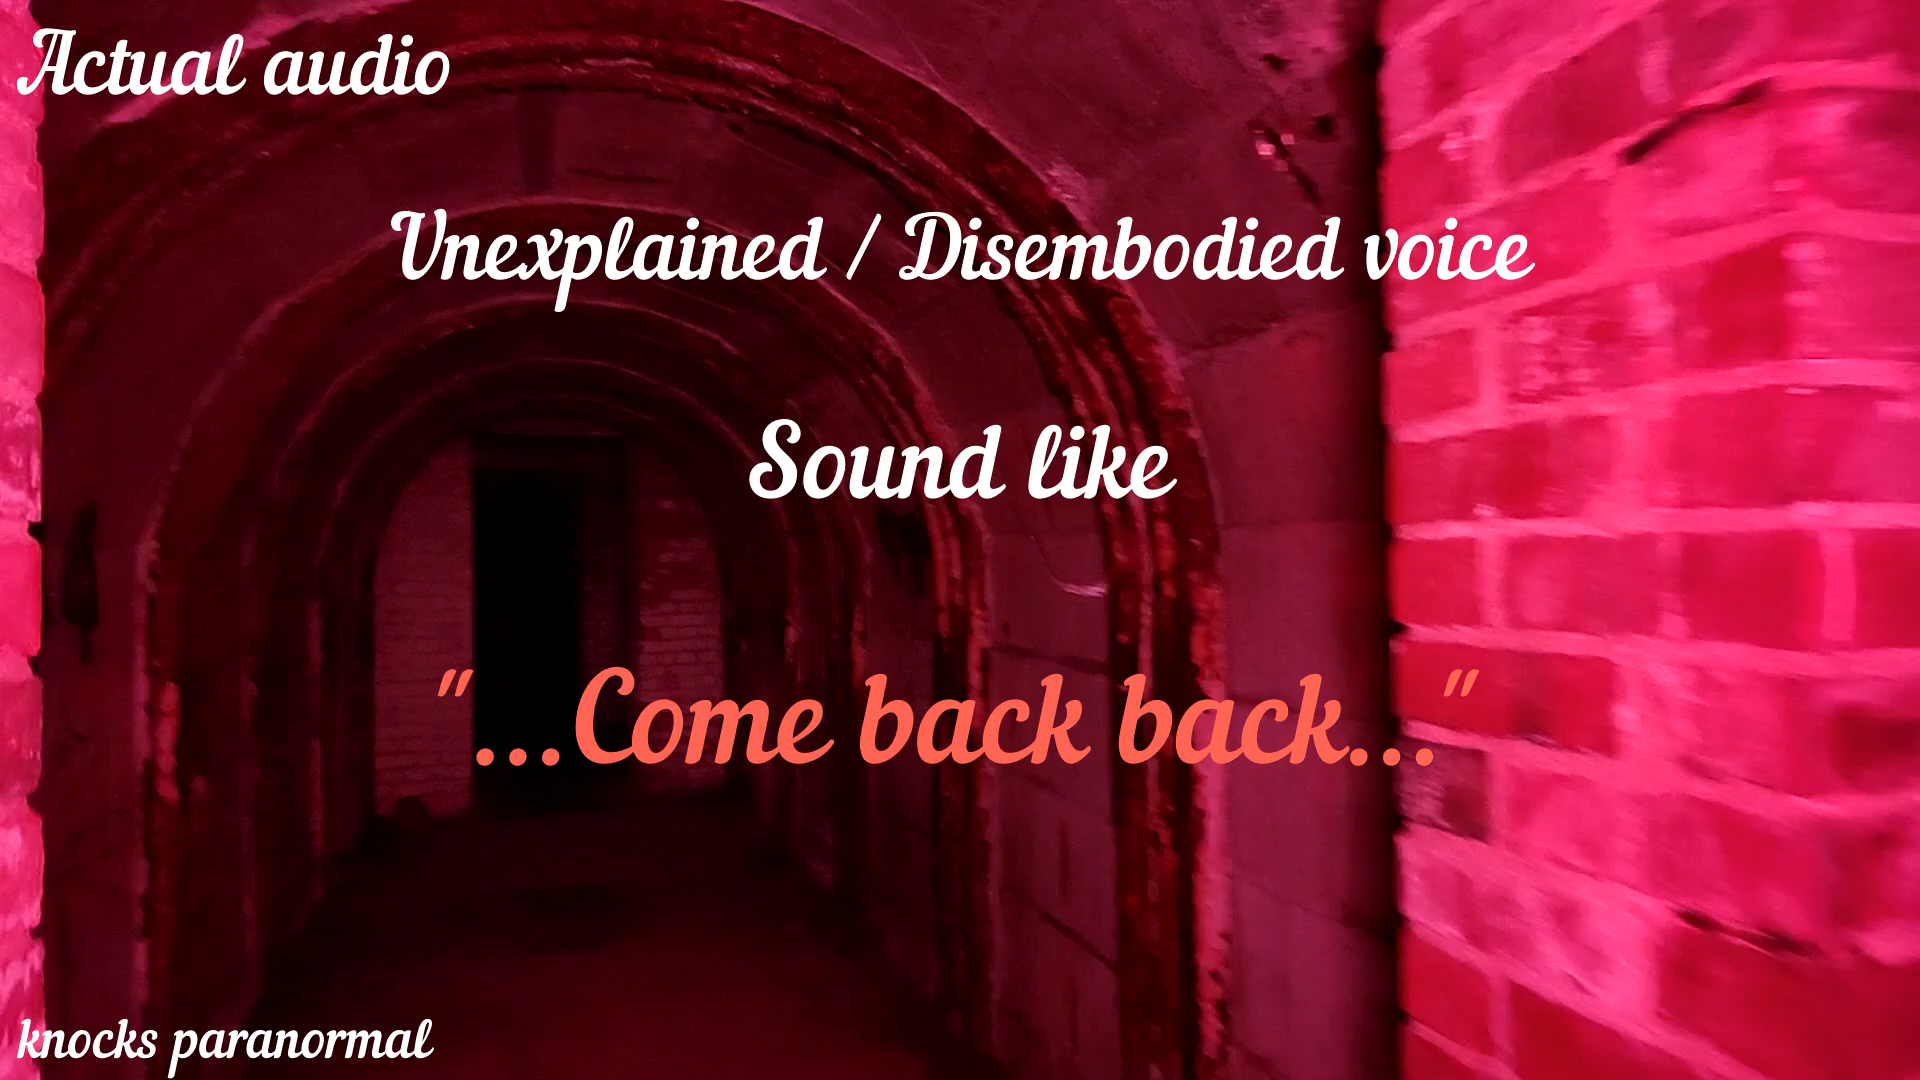 Actual audio
Unexplained / Disembodied voice
Sound like
"...Come back back..."
knocks paranormal